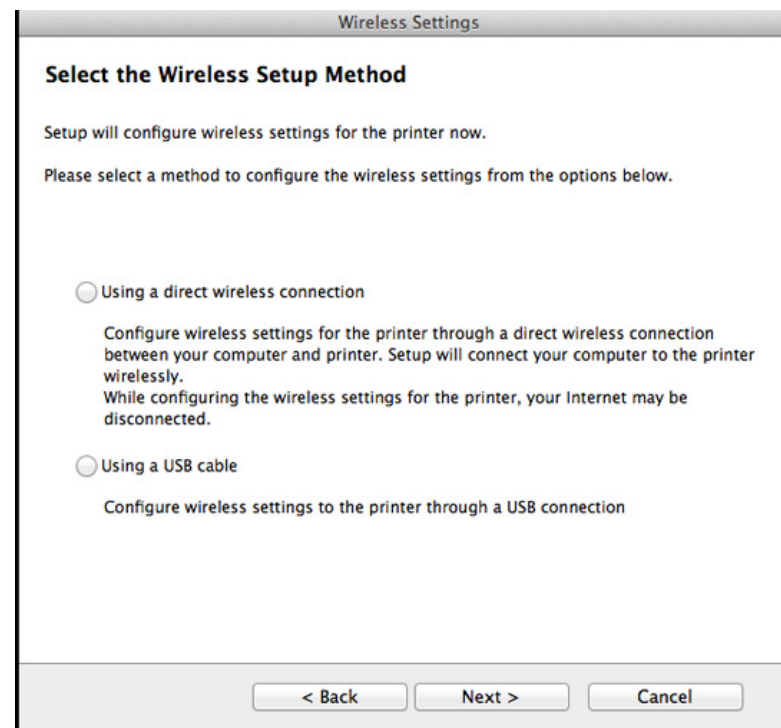 Wireless Settings
Select the Wireless Setup Method
Setup will configure wireless settings for the printer now.
Please select a method to configure the wireless settings from the options below.
Using a direct wireless connection
Configure wireless settings for the printer through a direct wireless connection
between your computer and printer. Setup will connect your computer to the printer
wirelessly.
While configuring the wireless settings for the printer, your Internet may be
disconnected.
Using a USB cable
Configure wireless settings to the printer through a USB connection
< Back Next > Cancel